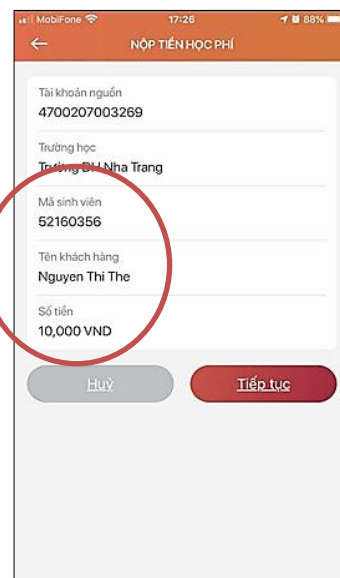 MobiFone 17:26 88%
NỘP TIỀN HỌC PHÍ
Tài khoản nguồn
4700207003269
Trường học
Trường ĐH Nha Trang
Mã sinh viên
52160356
Tên khách hàng
Nguyen Thi The
Số tiền
10,000 VND
Huỷ Tiếp tục